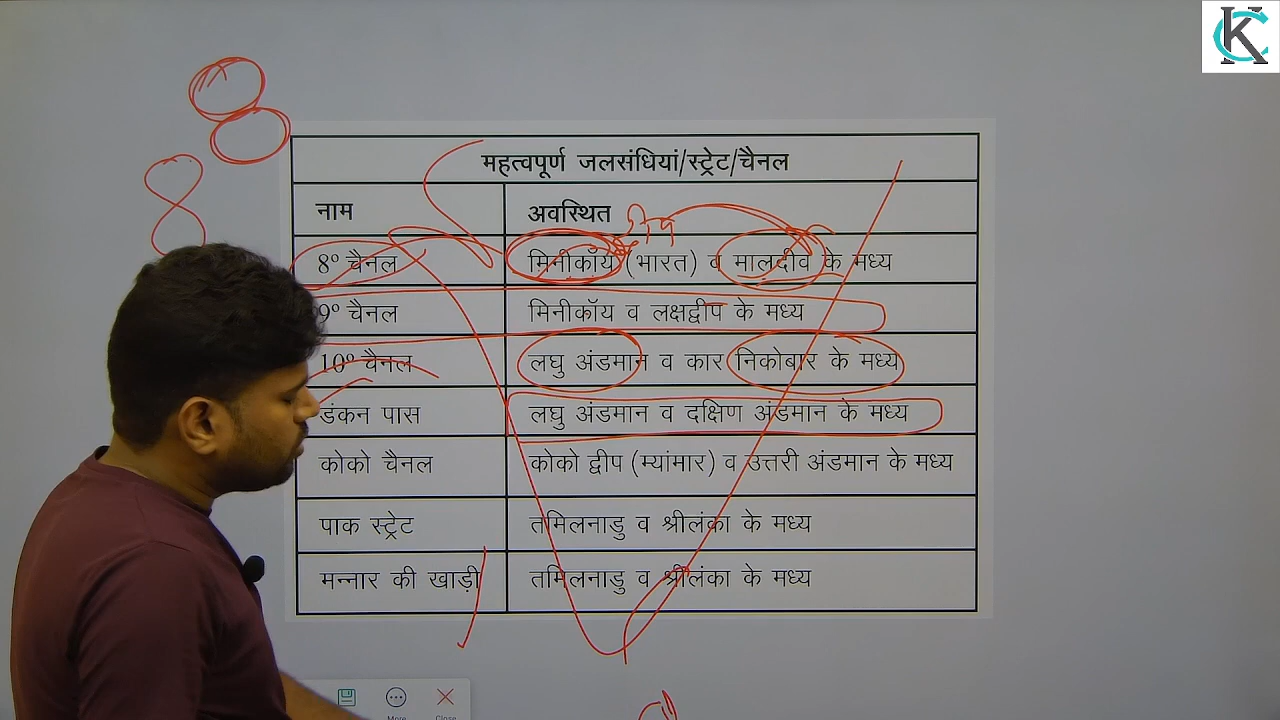 KC
8
8
महत्वपूर्ण जलसंधियां/स्ट्रेट/चैनल
नाम अवस्थित
द्वीप
8° चैनल मिनीकॉय (भारत) व मालदीव के मध्य
9° चैनल मिनीकॉय व लक्षद्वीप के मध्य
10° चैनल लघु अंडमान व कार निकोबार के मध्य
डंकन पास लघु अंडमान व दक्षिण अंडमान के मध्य
कोको चैनल कोको द्वीप (म्यांमार) व उत्तरी अंडमान के मध्य
पाक स्ट्रेट तमिलनाडु व श्रीलंका के मध्य
मन्नार की खाड़ी तमिलनाडु व श्रीलंका के मध्य
More Close